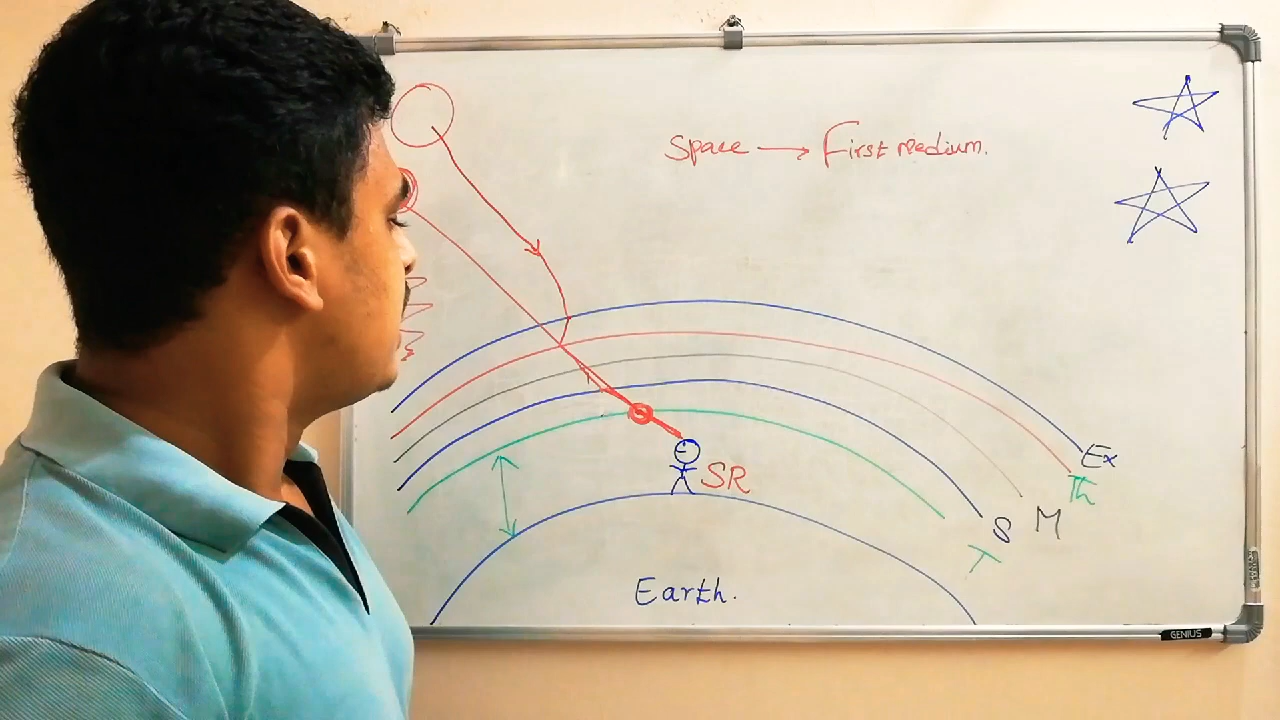 Space → First medium.
SR
Ex
Th
M
S
T
Earth.
GENIUS